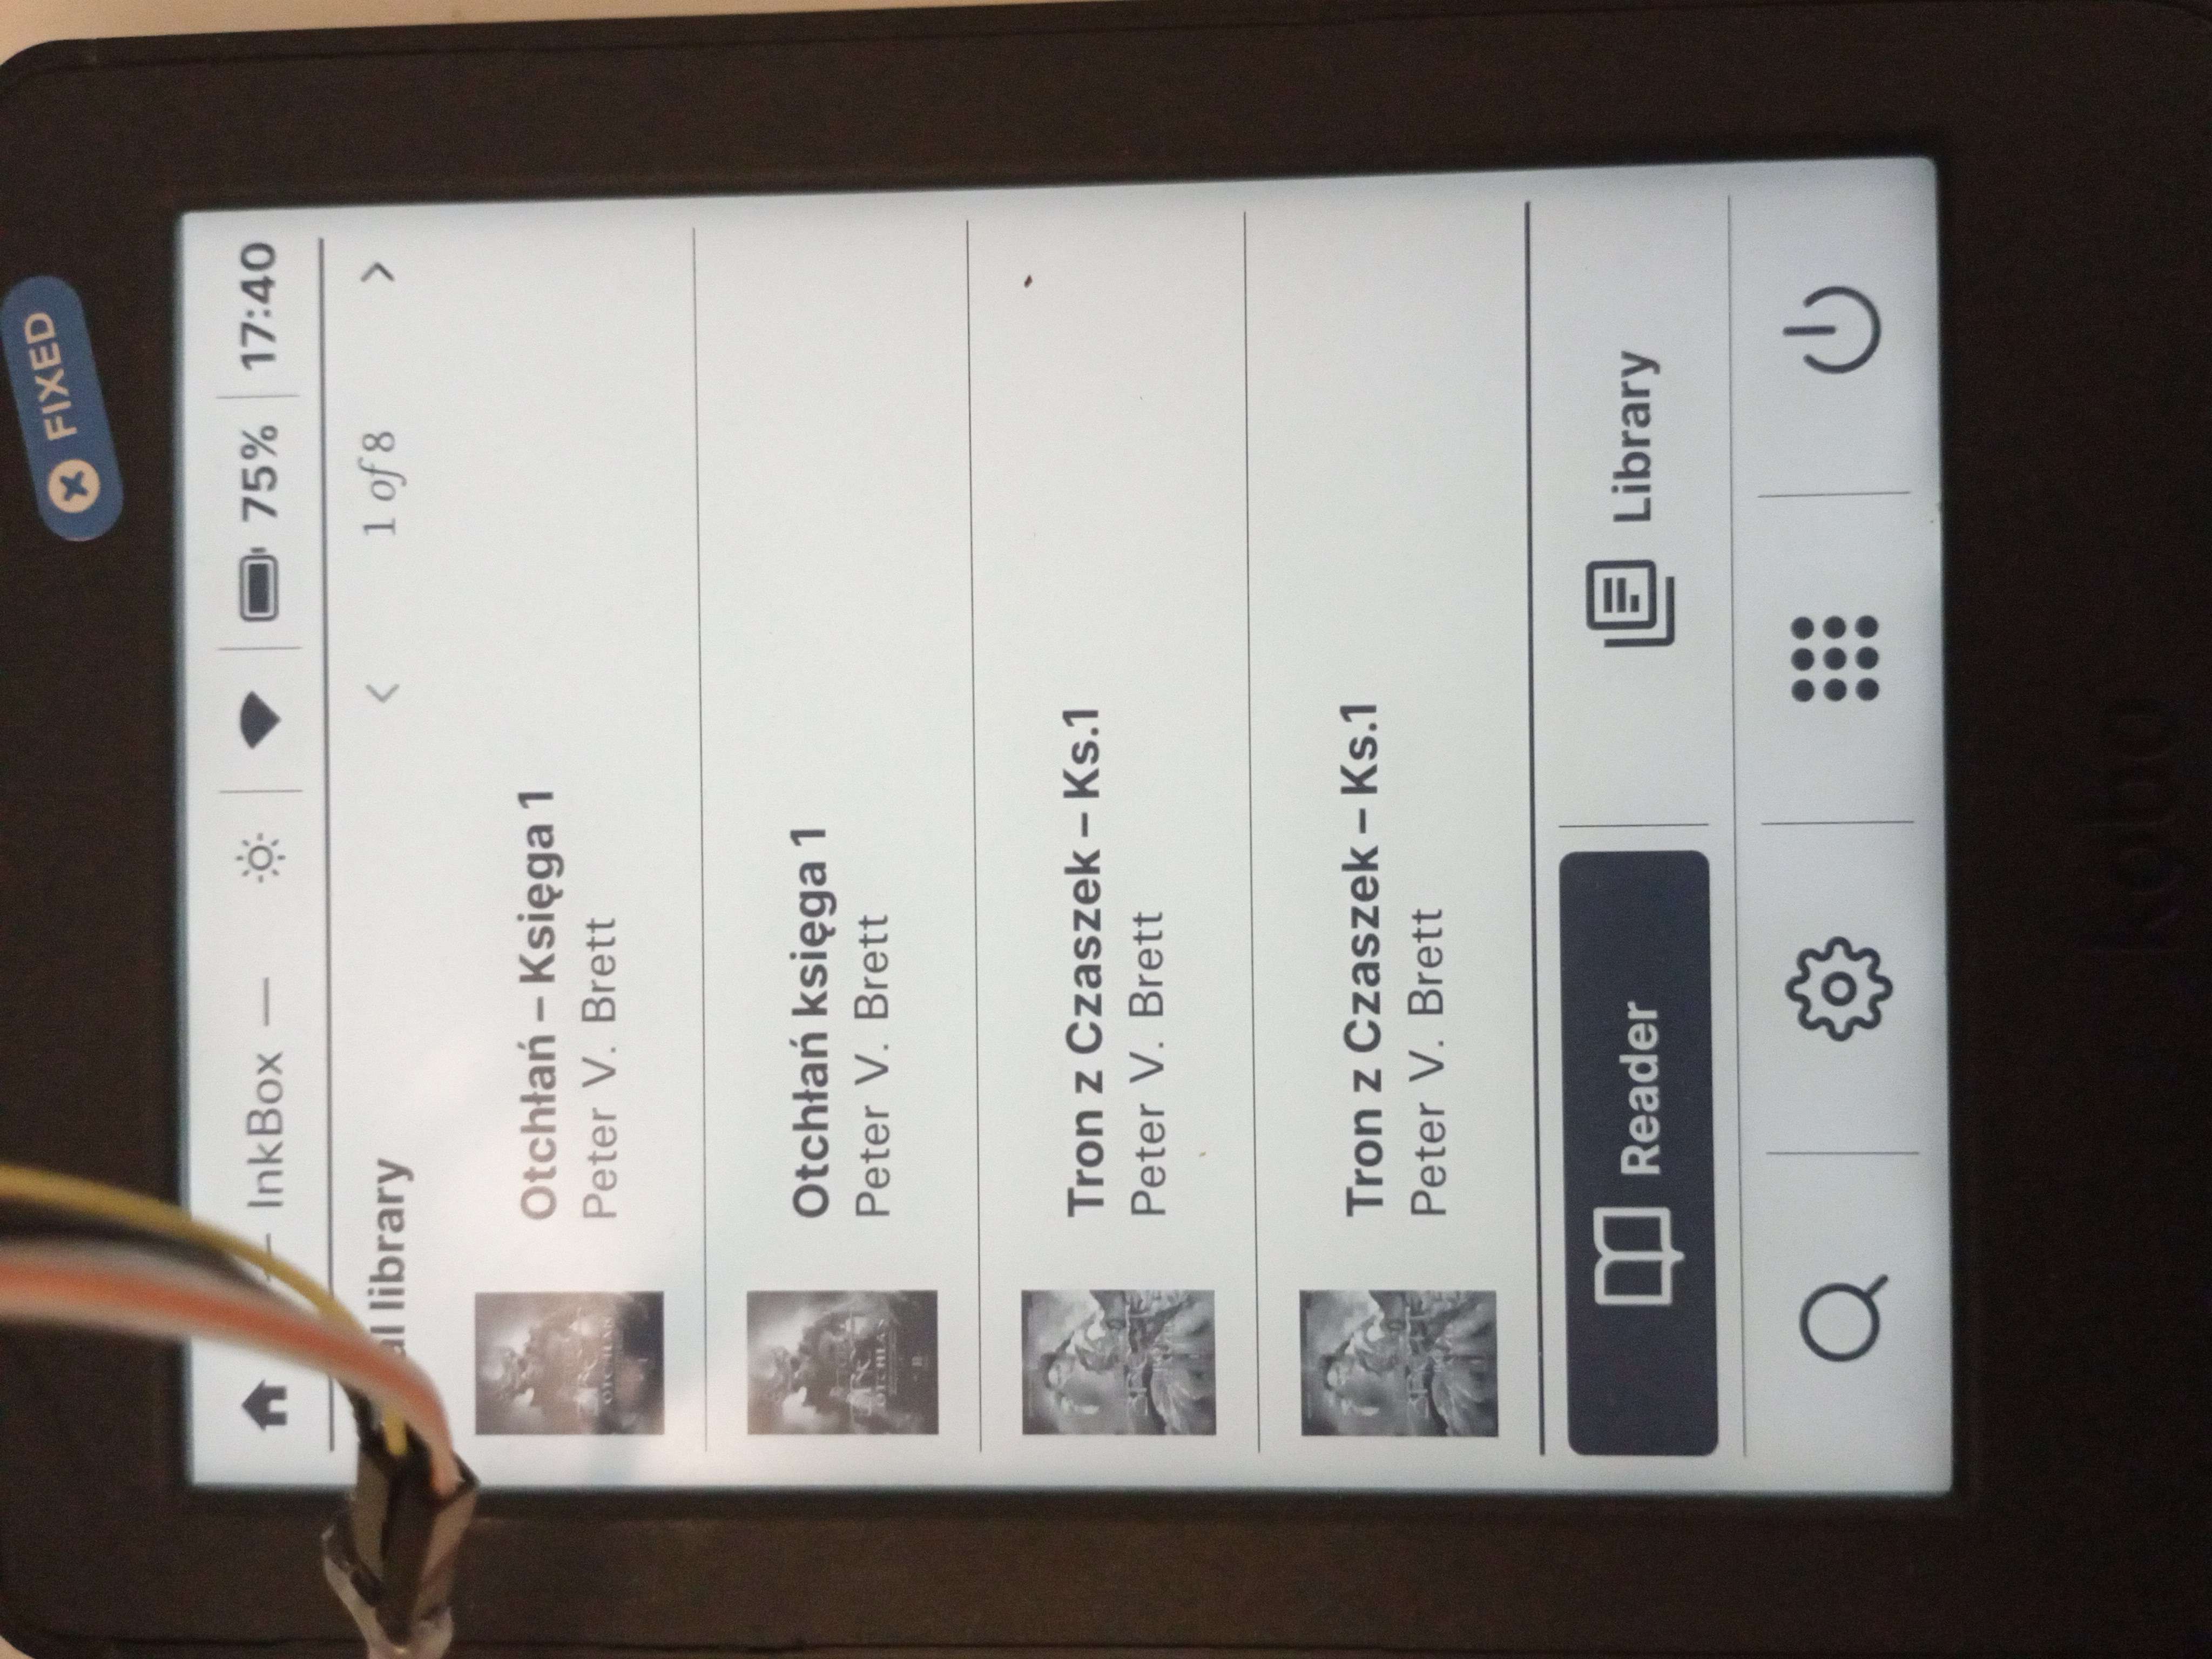 FIXED
InkBox — 75% 17:40
library
1 of 8
Otchłań – Księga 1
Peter V. Brett
Otchłań księga 1
Peter V. Brett
Tron z Czaszek – Ks.1
Peter V. Brett
Tron z Czaszek – Ks.1
Peter V. Brett
Reader
Library
kobo